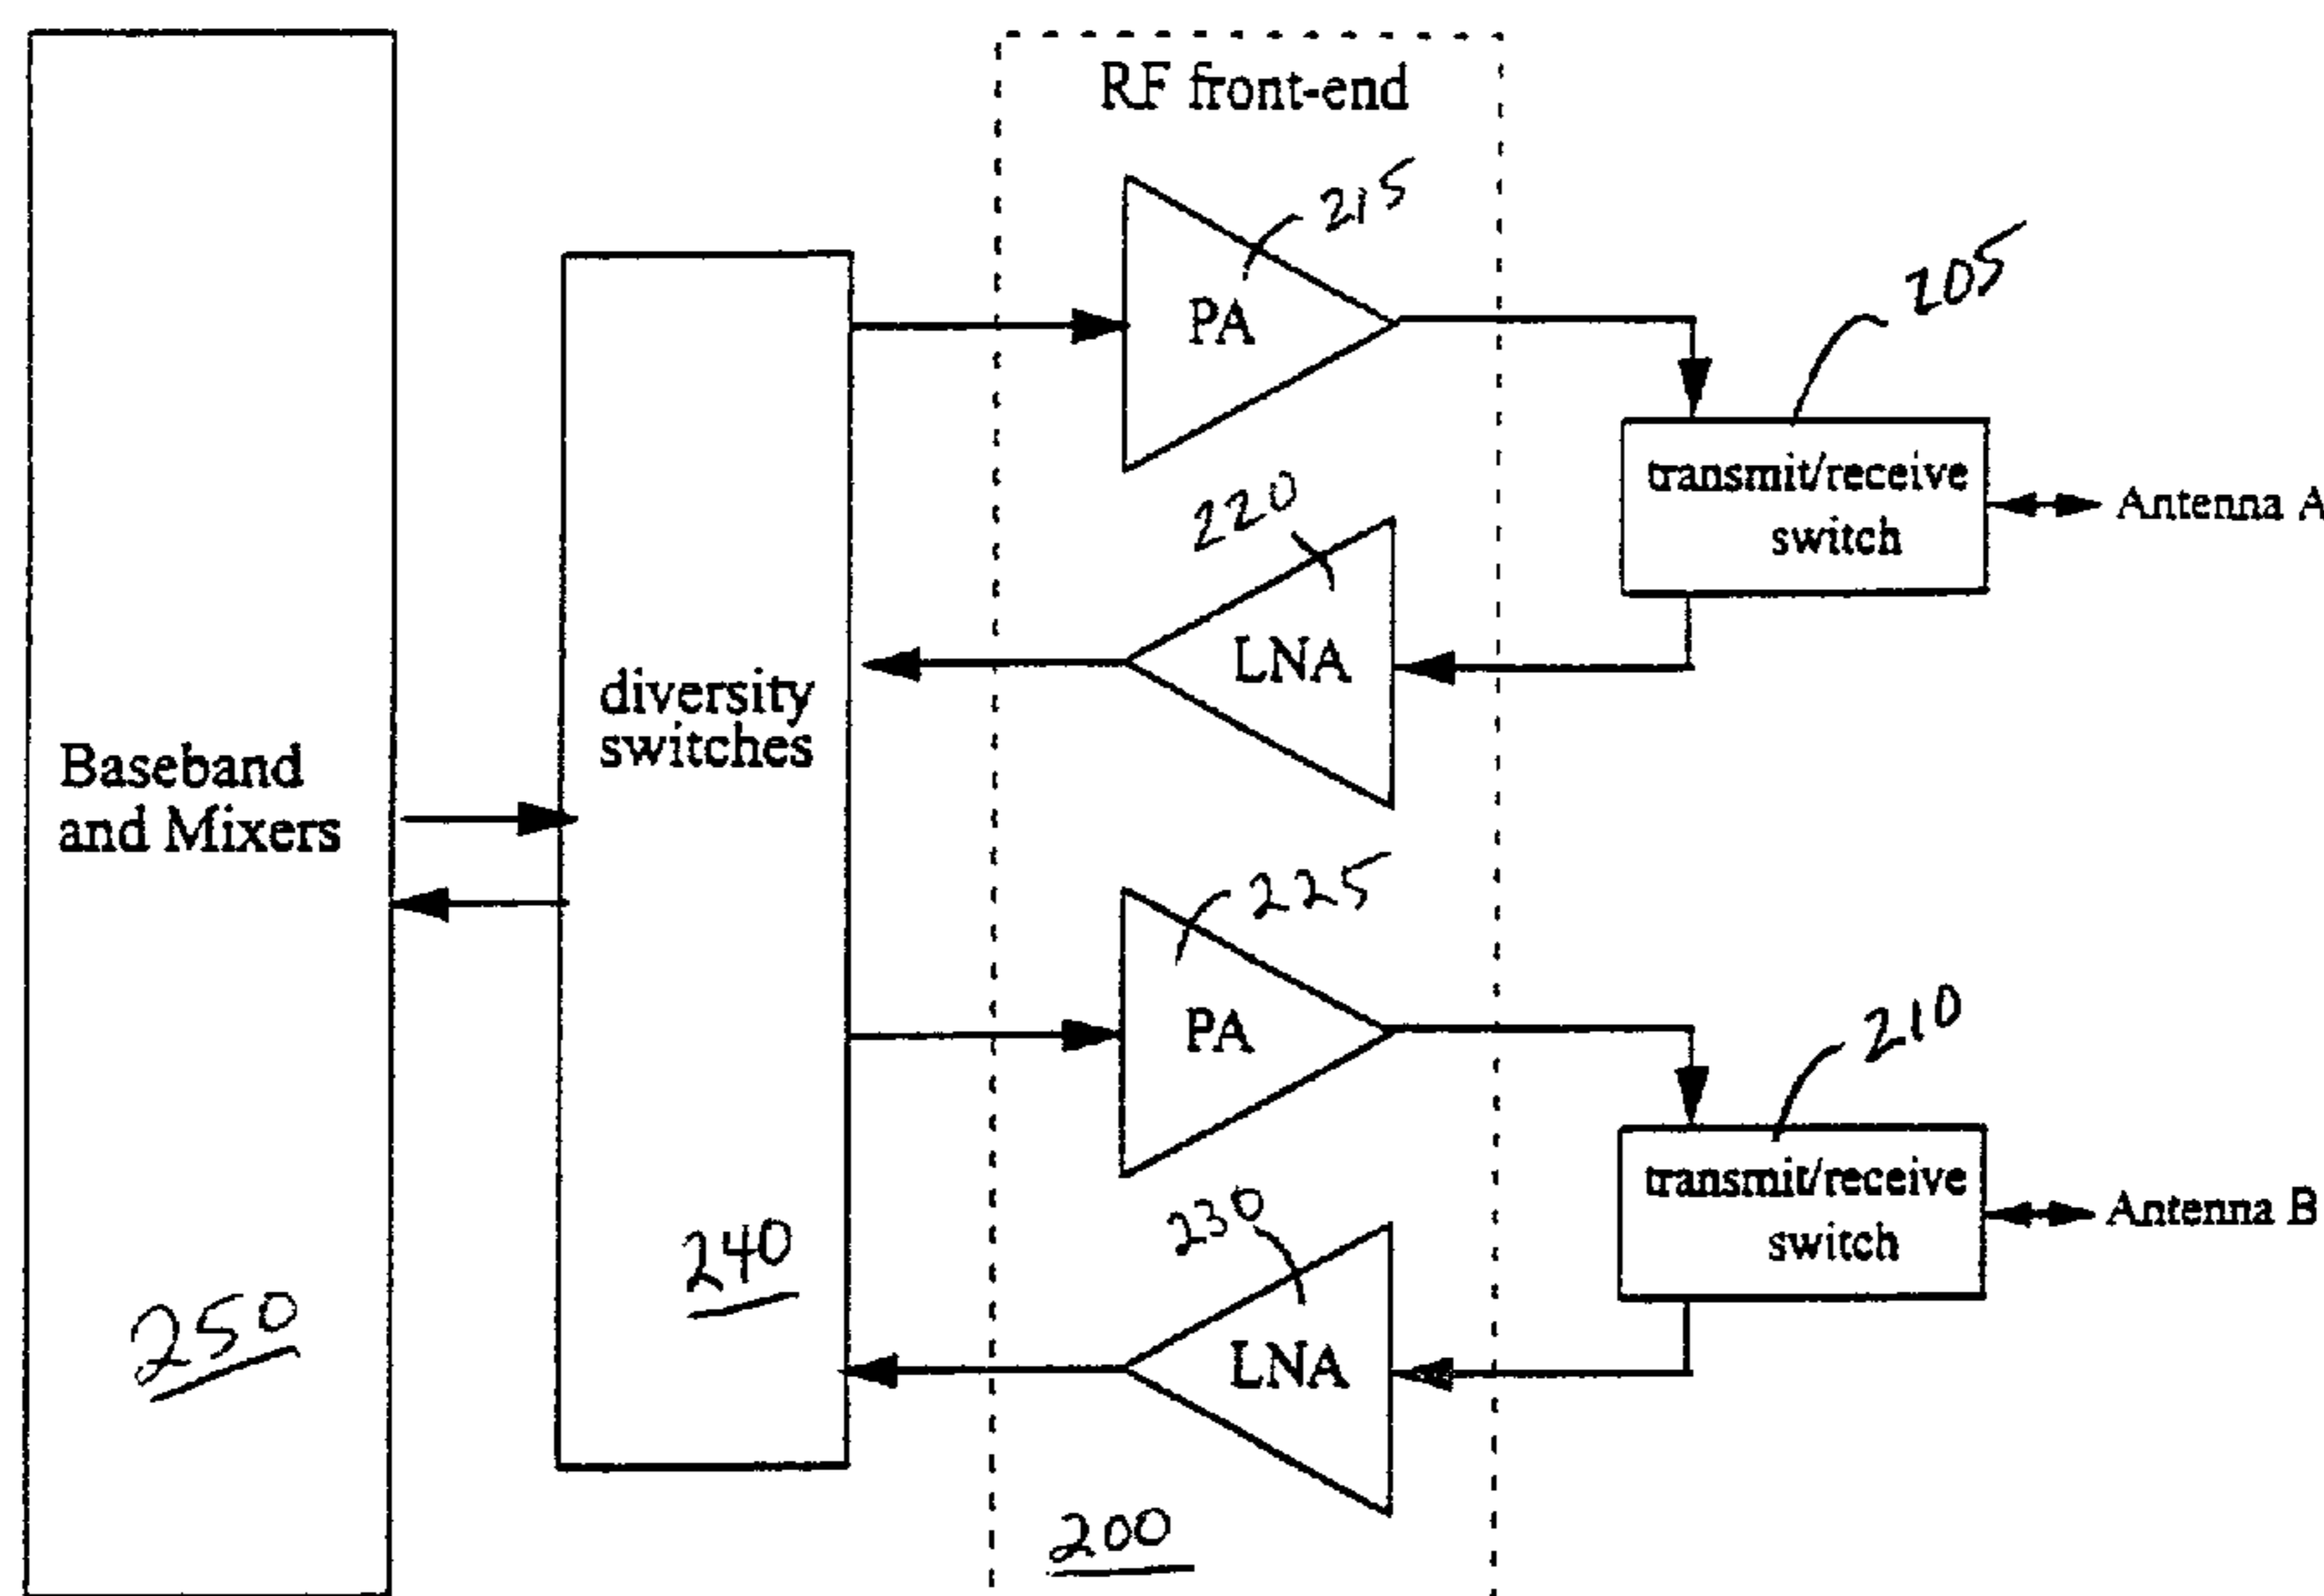 RF front-end
215
PA
205
transmit/receive
switch
Antenna A
220
LNA
diversity
switches
Baseband
and Mixers
225
PA
210
transmit/receive
switch
Antenna B
230
LNA
240
250
200